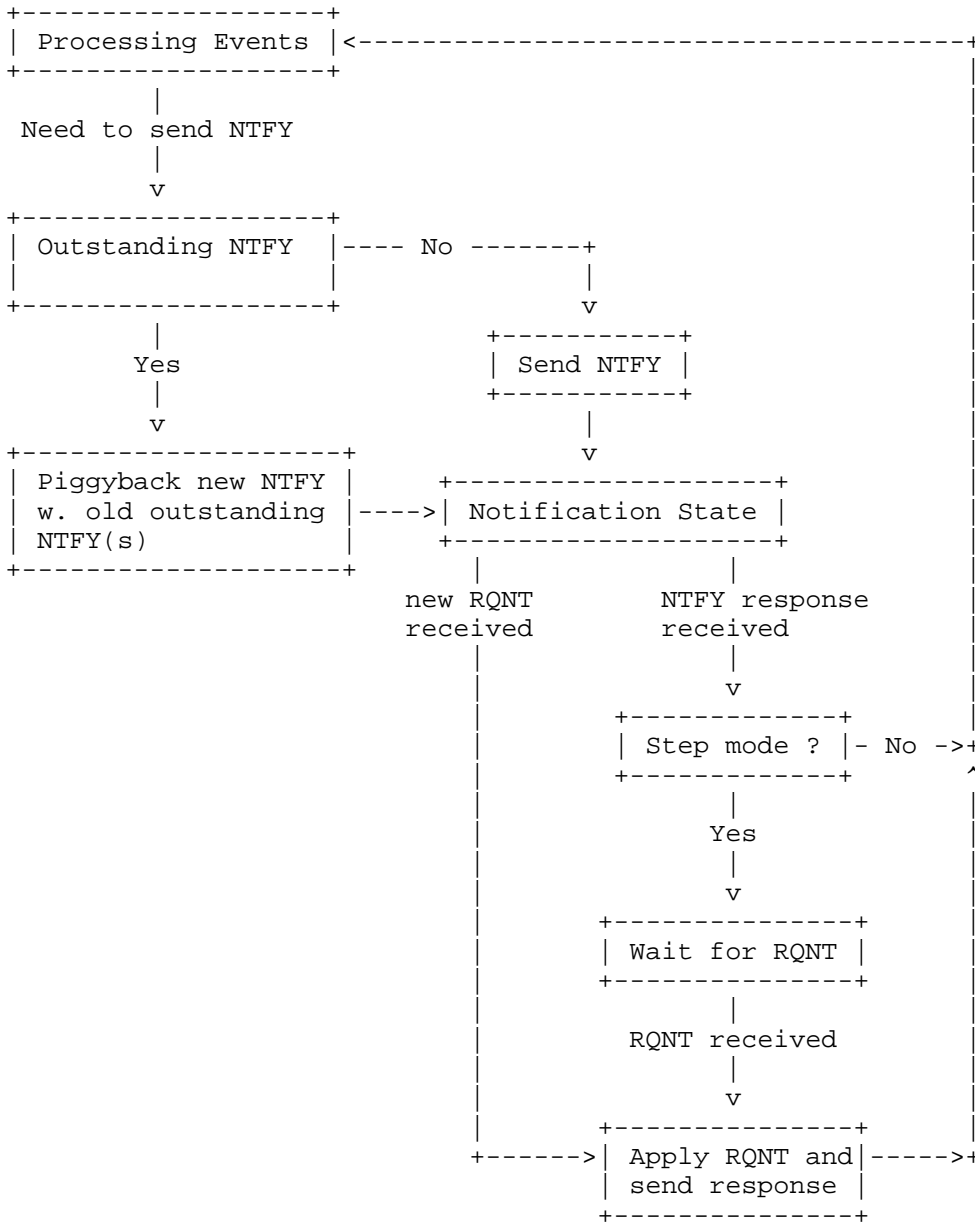 Processing Events
Need to send NTFY
Outstanding NTFY
No
Yes
Send NTFY
Piggyback new NTFY
w. old outstanding
NTFY(s)
Notification State
new RQNT
received
NTFY response
received
Step mode ?
No
Yes
Wait for RQNT
RQNT received
Apply RQNT and
send response